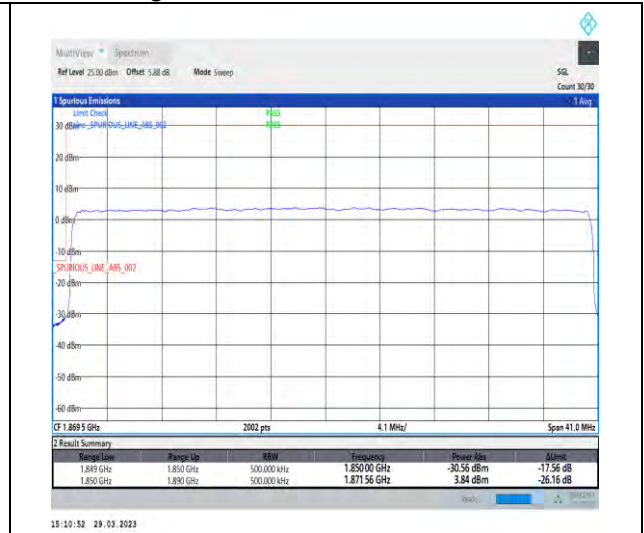 MultiView Spectrum
Ref Level 25.00 dBm Offset 5.88 dB Mode Sweep SGL
Count 30/30
1 Spurious Emissions 1 Avg
Limit Check PASS
30 dBm Line _SPURIOUS_LINE_ABS_002 PASS
20 dBm
10 dBm
0 dBm
-10 dBm
_SPURIOUS_LINE_ABS_002
-20 dBm
-30 dBm
-40 dBm
-50 dBm
-60 dBm
CF 1.869 5 GHz 2002 pts 4.1 MHz/ Span 41.0 MHz
2 Result Summary
Range Low Range Up RBW Frequency Power Abs ΔLimit
1.849 GHz 1.850 GHz 500.000 kHz 1.850 00 GHz -30.56 dBm -17.56 dB
1.850 GHz 1.890 GHz 500.000 kHz 1.871 56 GHz 3.84 dBm -26.16 dB
Ready
15:10:52 29.03.2023